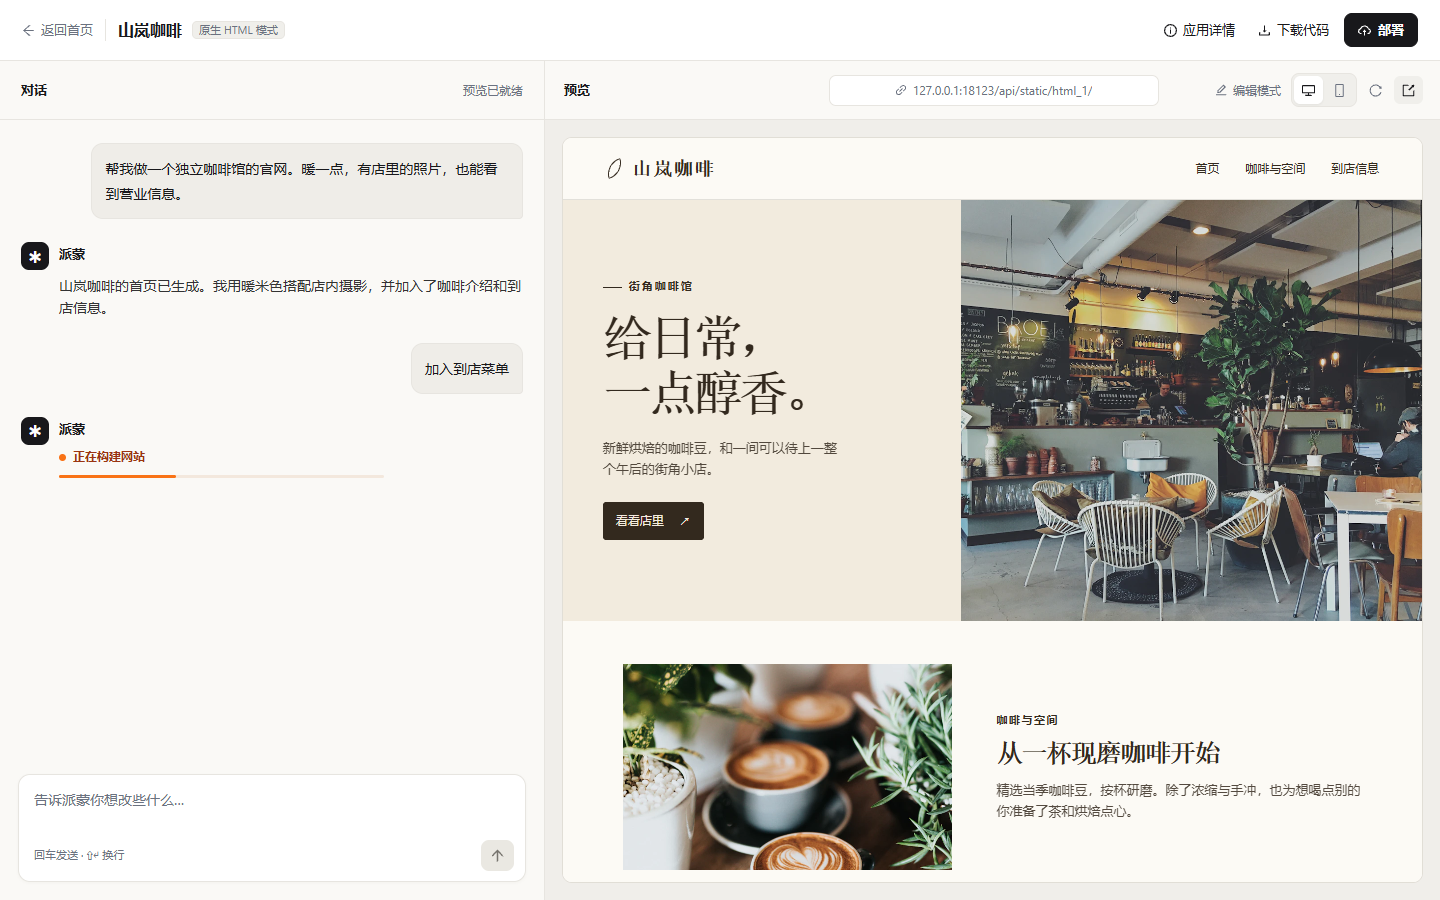 返回首页
山岚咖啡
原生 HTML 模式
应用详情
下载代码
部署
对话
预览已就绪
预览
127.0.0.1:18123/api/static/html_1/
编辑模式
帮我做一个独立咖啡馆的官网。暖一点，有店里的照片，也能看
到营业信息。
派蒙
山岚咖啡的首页已生成。我用暖米色搭配店内摄影，并加入了咖啡介绍和到
店信息。
加入到店菜单
派蒙
正在构建网站
告诉派蒙你想改些什么...
回车发送 · ⇧↵ 换行
山岚咖啡
首页
咖啡与空间
到店信息
街角咖啡馆
给日常，
一点醇香。
新鲜烘焙的咖啡豆，和一间可以待上一整
个午后的街角小店。
看看店里 ↗
BROEI
咖啡与空间
从一杯现磨咖啡开始
精选当季咖啡豆，按杯研磨。除了浓缩与手冲，也为想喝点别的
你准备了茶和烘焙点心。